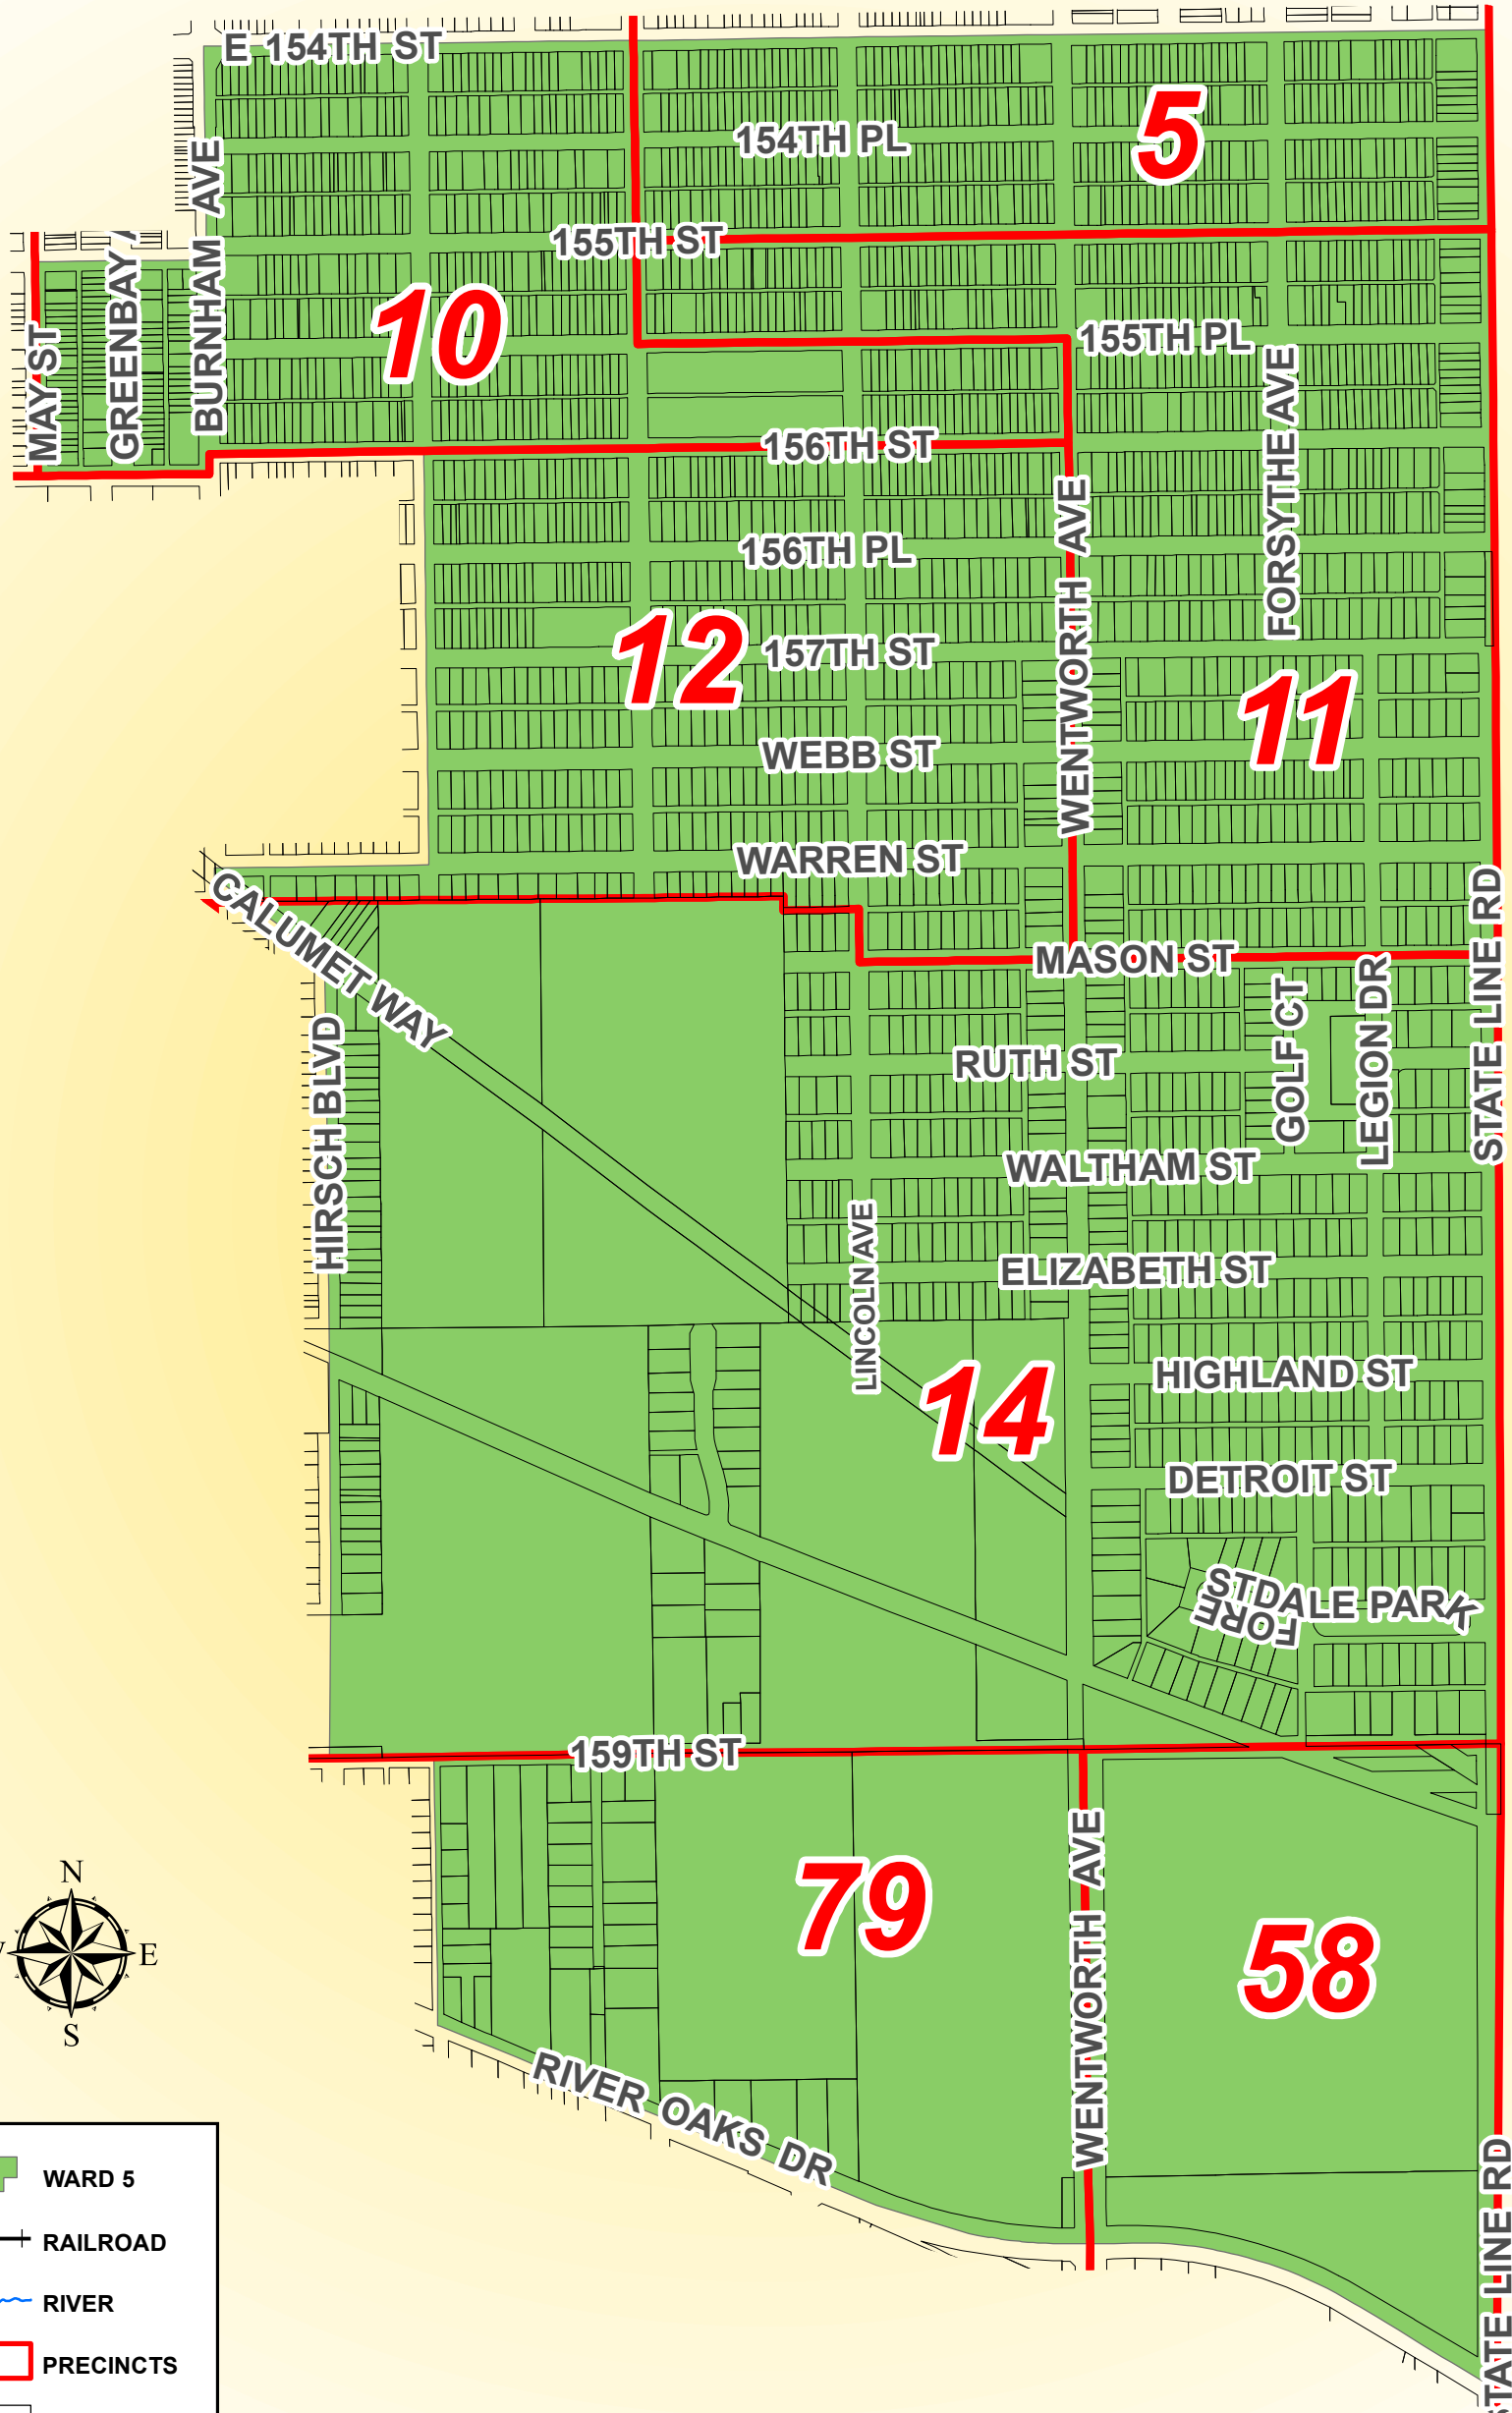 E 154TH ST
5
154TH PL
BURNHAM AVE
155TH ST
GREENBAY
10
MAY ST
155TH PL
FORSYTHE AVE
156TH ST
WENTWORTH AVE
156TH PL
12
157TH ST
11
WEBB ST
WARREN ST
CALUMET WAY
MASON ST
STATE LINE RD
GOLF CT
LEGION DR
HIRSCH BLVD
RUTH ST
WALTHAM ST
LINCOLN AVE
ELIZABETH ST
14
HIGHLAND ST
DETROIT ST
FORESTDALE PARK
159TH ST
WENTWORTH AVE
79
58
N
E
S
RIVER OAKS DR
STATE LINE RD
WARD 5
RAILROAD
RIVER
PRECINCTS